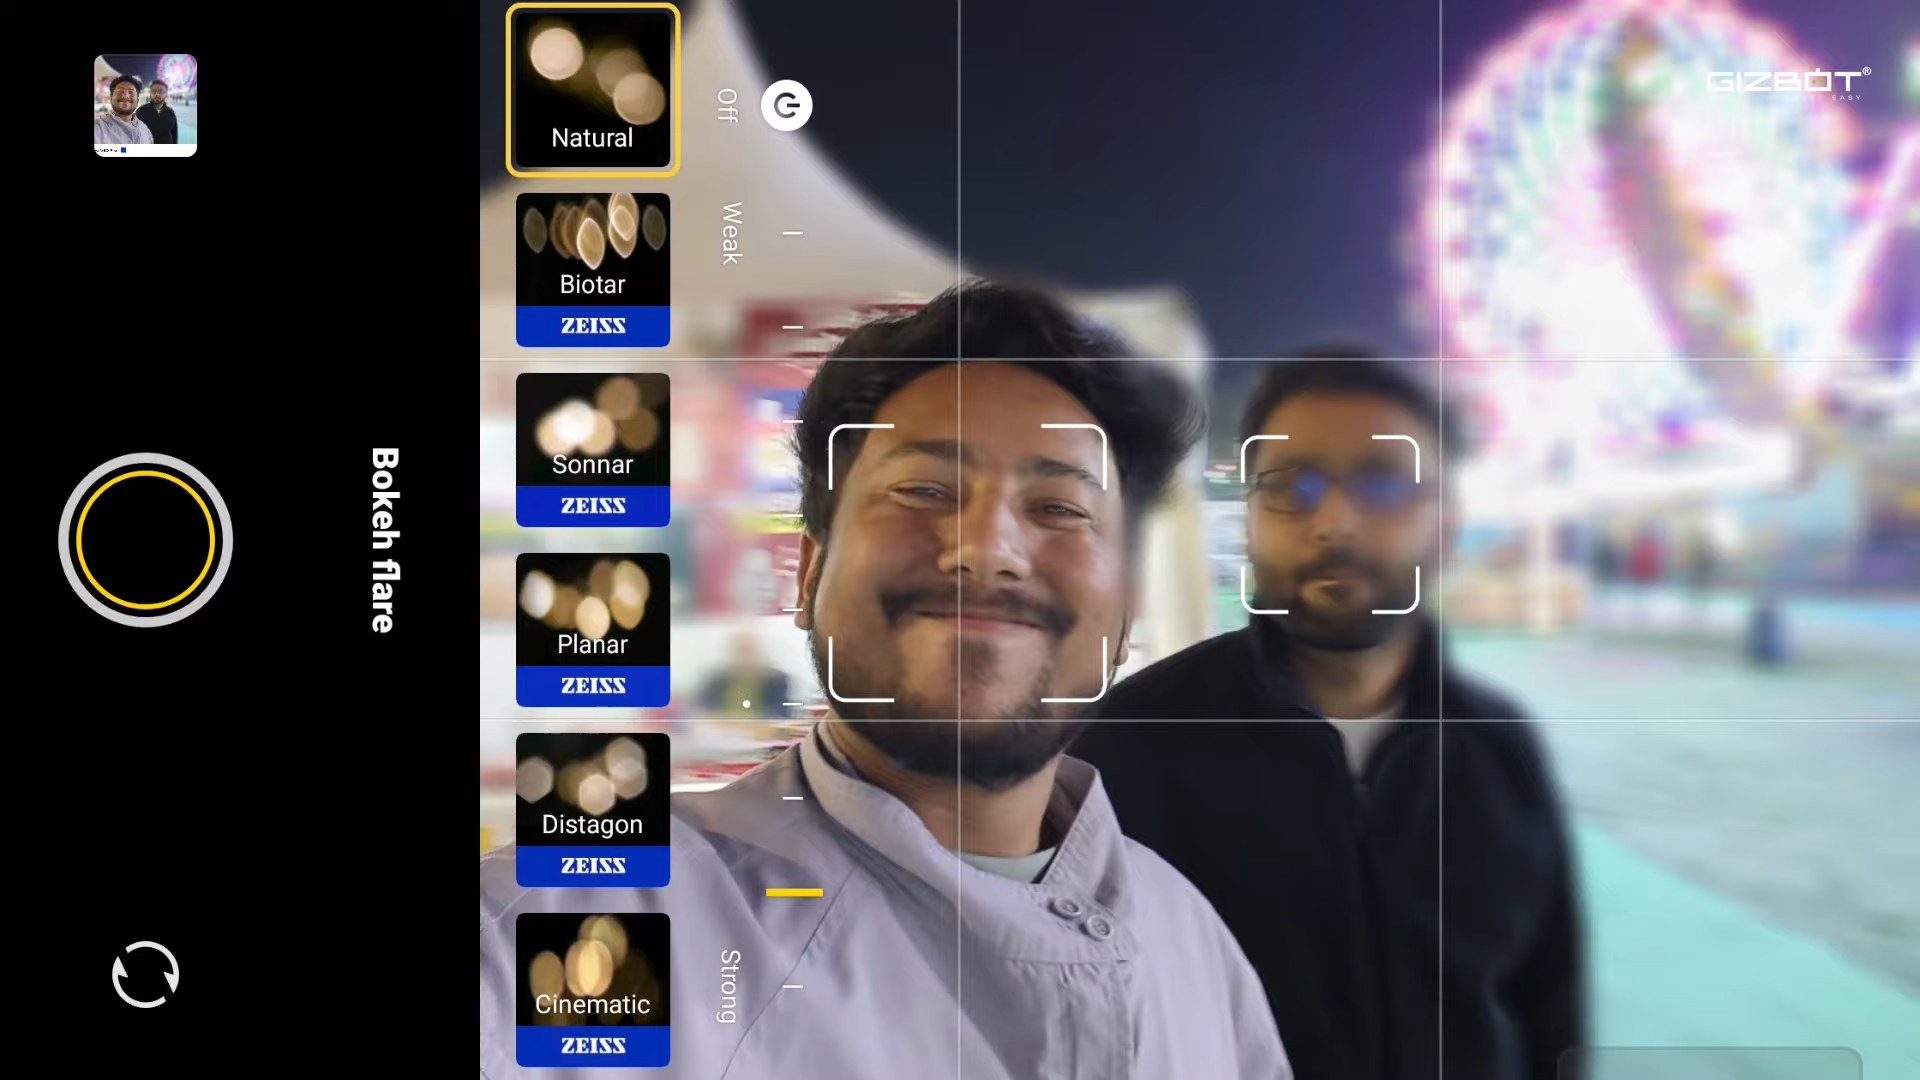 Natural
Biotar
ZEISS
Sonnar
ZEISS
Planar
ZEISS
Distagon
ZEISS
Cinematic
ZEISS
Off
Weak
Strong
Bokeh flare
GIZBOT®